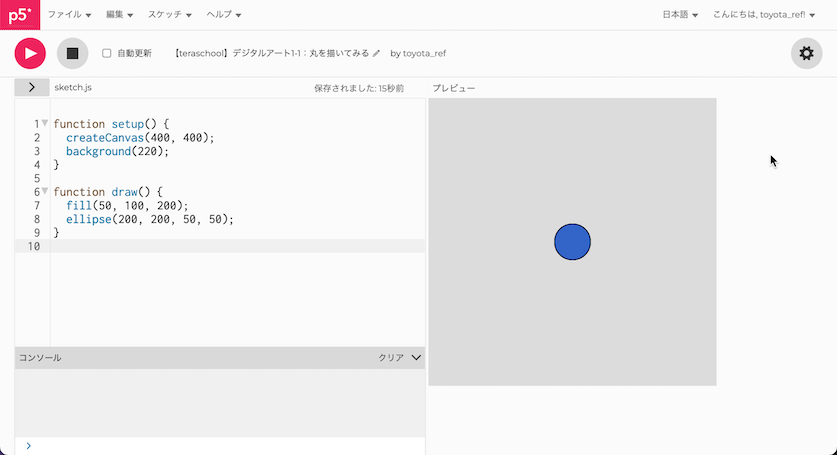 p5* ファイル 編集 スケッチ ヘルプ 日本語 こんにちは, toyota_ref!
自動更新 【teraschool】デジタルアート1-1：丸を描いてみる by toyota_ref
sketch.js 保存されました: 15秒前 プレビュー
1 function setup() {
2 createCanvas(400, 400);
3 background(220);
4 }
5
6 function draw() {
7 fill(50, 100, 200);
8 ellipse(200, 200, 50, 50);
9 }
10
コンソール クリア